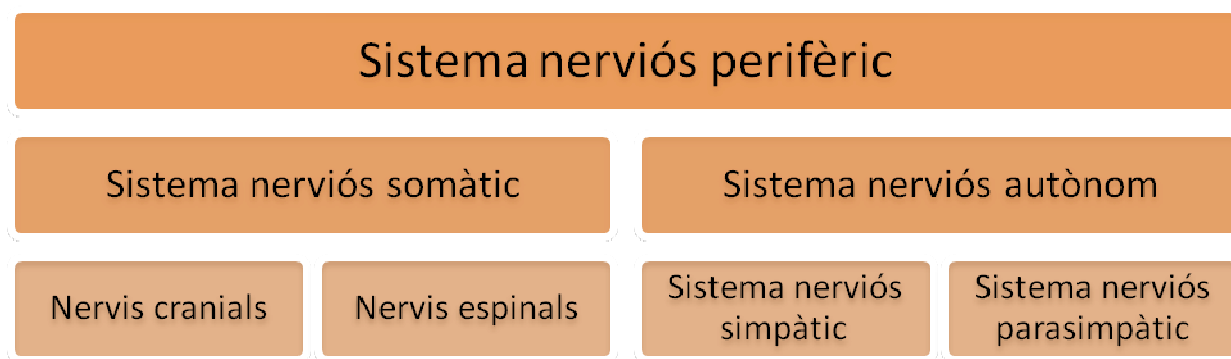 Sistema nerviós perifèric
Sistema nerviós somàtic
Sistema nerviós autònom
Nervis cranials
Nervis espinals
Sistema nerviós
simpàtic
Sistema nerviós
parasimpàtic